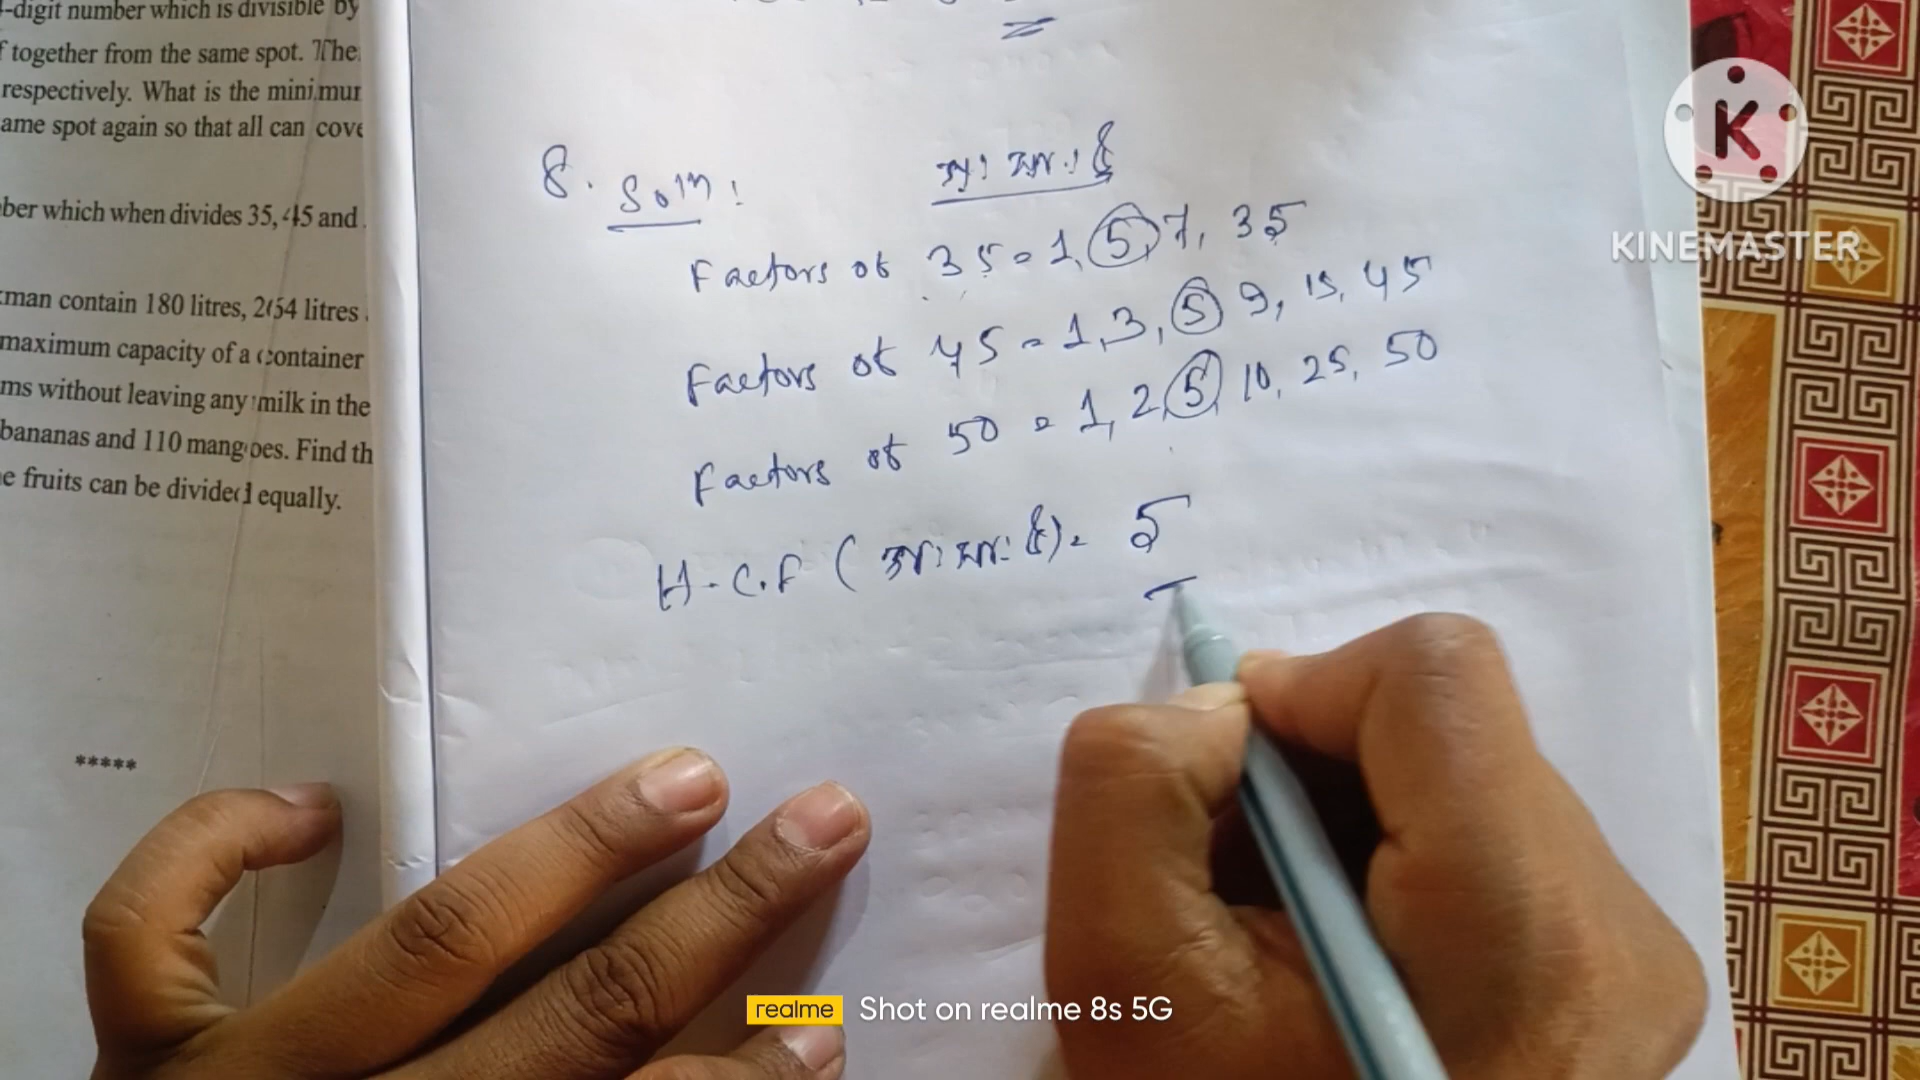 -digit number which is divisible by
together from the same spot. The
respectively. What is the minimur
ame spot again so that all can cove
ber which when divides 35, 45 and
man contain 180 litres, 264 litres
maximum capacity of a container
ms without leaving any milk in the
bananas and 110 mangoes. Find th
e fruits can be divided equally.
*****
8. Soln:
Factors of 35 = 1, 5, 7, 35
Factors of 45 = 1, 3, 5, 9, 15, 45
Factors of 50 = 1, 2, 5, 10, 25, 50
H.C.F ( ) = 5
K
KINEMASTER
realme Shot on realme 8s 5G